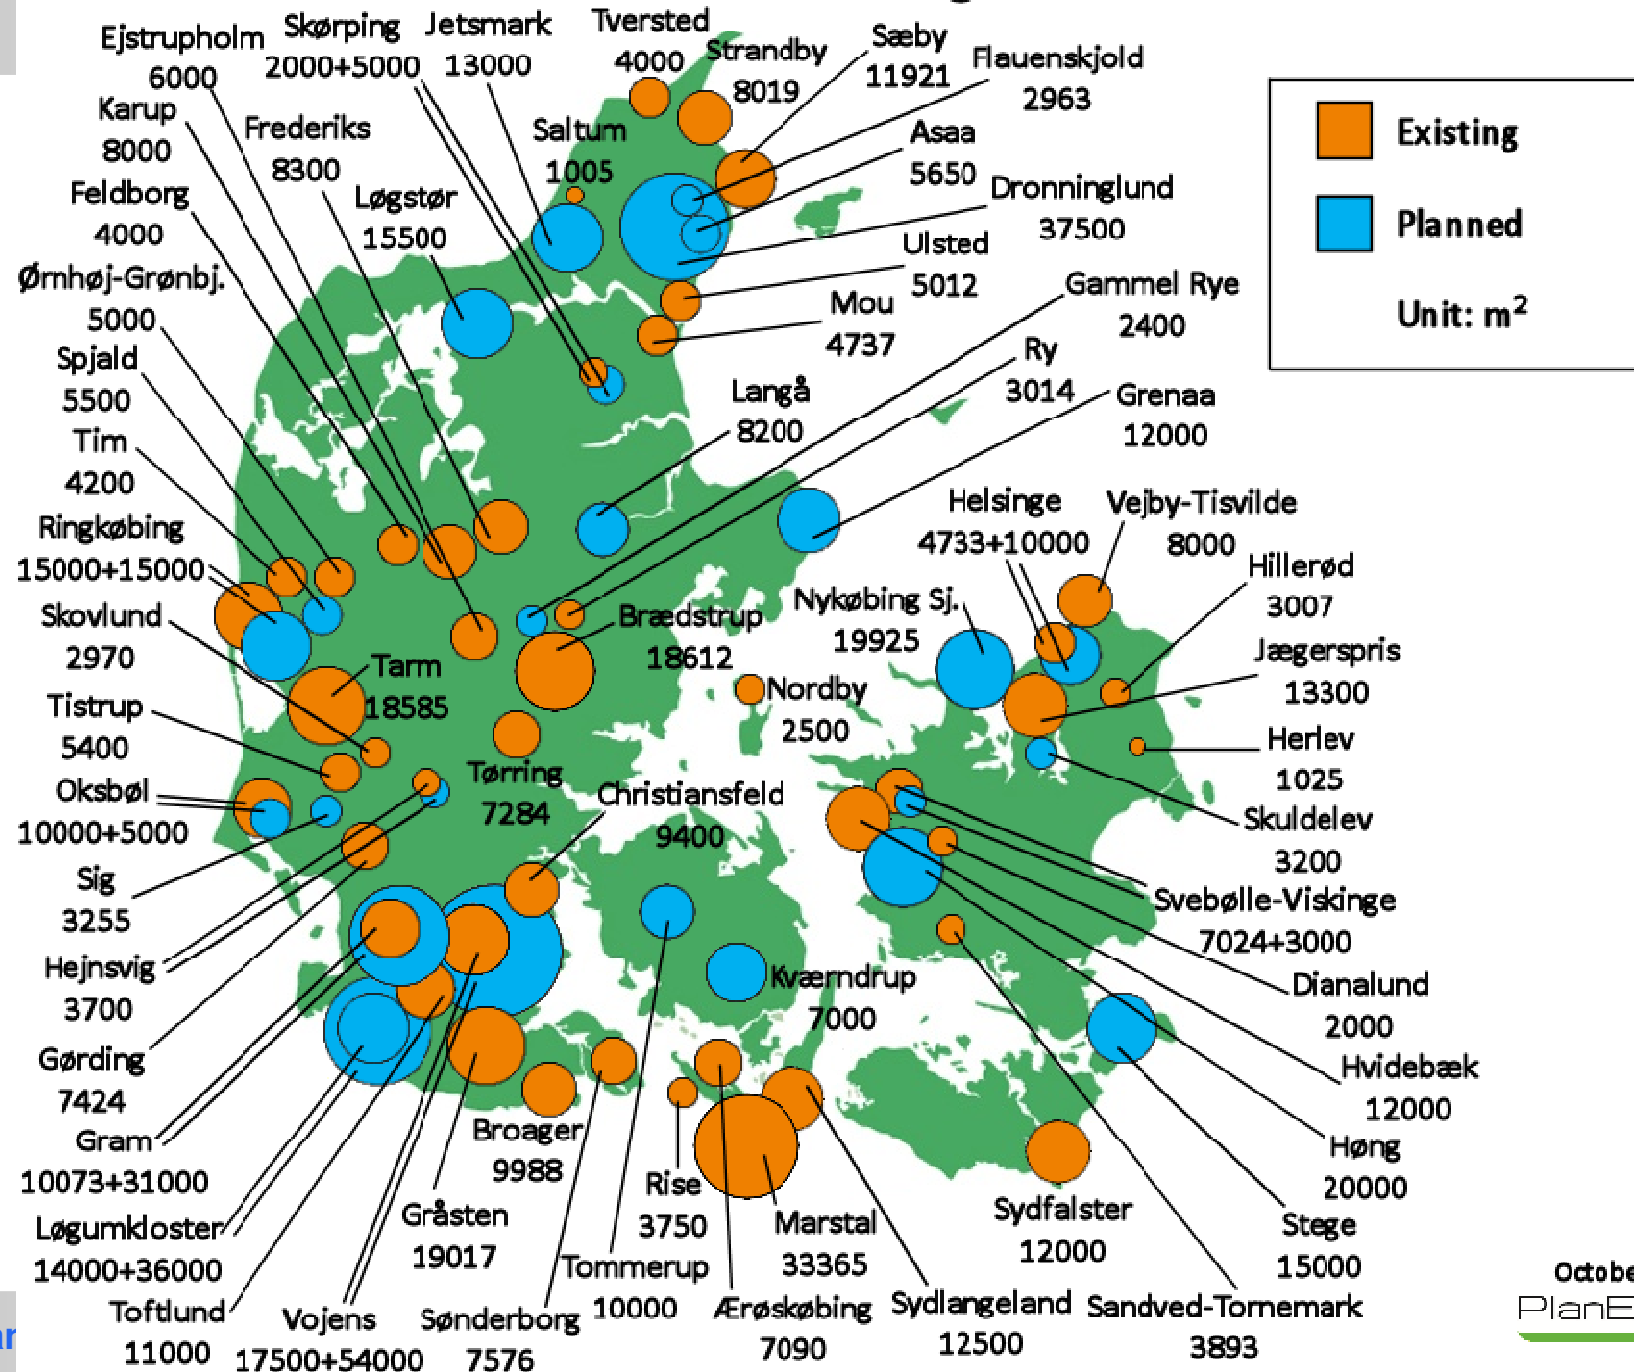 Ejstrupholm
6000
Skørping
2000+5000
Jetsmark
13000
Tversted
4000
Strandby
8019
Sæby
11921
Flauenskjold
2963
Karup
8000
Frederiks
8300
Saltum
1005
Asaa
5650
Feldborg
4000
Løgstør
15500
Dronninglund
37500
Ørnhøj-Grønbj.
5000
Ulsted
5012
Mou
4737
Gammel Rye
2400
Spjald
5500
Ry
3014
Langå
8200
Grenaa
12000
Tim
4200
Ringkøbing
15000+15000
Helsinge
4733+10000
Vejby-Tisvilde
8000
Hillerød
3007
Skovlund
2970
Brædstrup
18612
Nykøbing Sj.
19925
Jægerspris
13300
Tarm
18585
Nordby
2500
Tistrup
5400
Herlev
1025
Oksbøl
10000+5000
Tørring
7284
Christiansfeld
9400
Skuldelev
3200
Sig
3255
Svebølle-Viskinge
7024+3000
Hejnsvig
3700
Kværndrup
7000
Dianalund
2000
Gørding
7424
Hvidebæk
12000
Gram
10073+31000
Broager
9988
Høng
20000
Løgumkloster
14000+36000
Gråsten
19017
Rise
3750
Marstal
33365
Sydfalster
12000
Stege
15000
Toftlund
11000
Vojens
17500+54000
Sønderborg
7576
Tommerup
10000
Ærøskøbing
7090
Sydlangeland
12500
Sandved-Tornemark
3893
Existing
Planned
Unit: m²
Octobe
PlanE